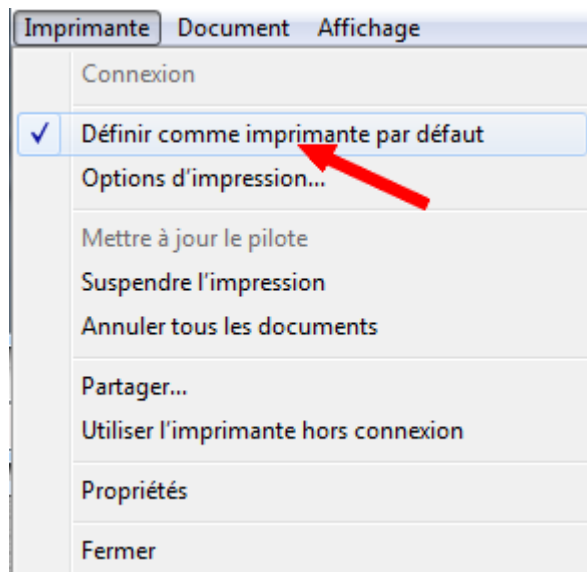 Imprimante Document Affichage
Connexion
Définir comme imprimante par défaut
Options d'impression...
Mettre à jour le pilote
Suspendre l'impression
Annuler tous les documents
Partager...
Utiliser l'imprimante hors connexion
Propriétés
Fermer